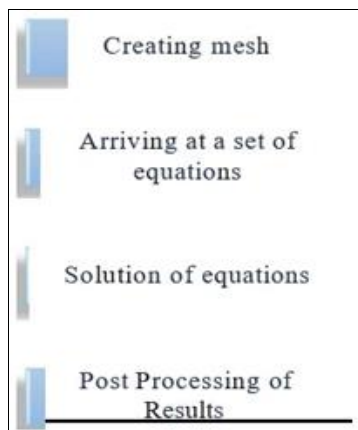 Creating mesh
Arriving at a set of
equations
Solution of equations
Post Processing of
Results